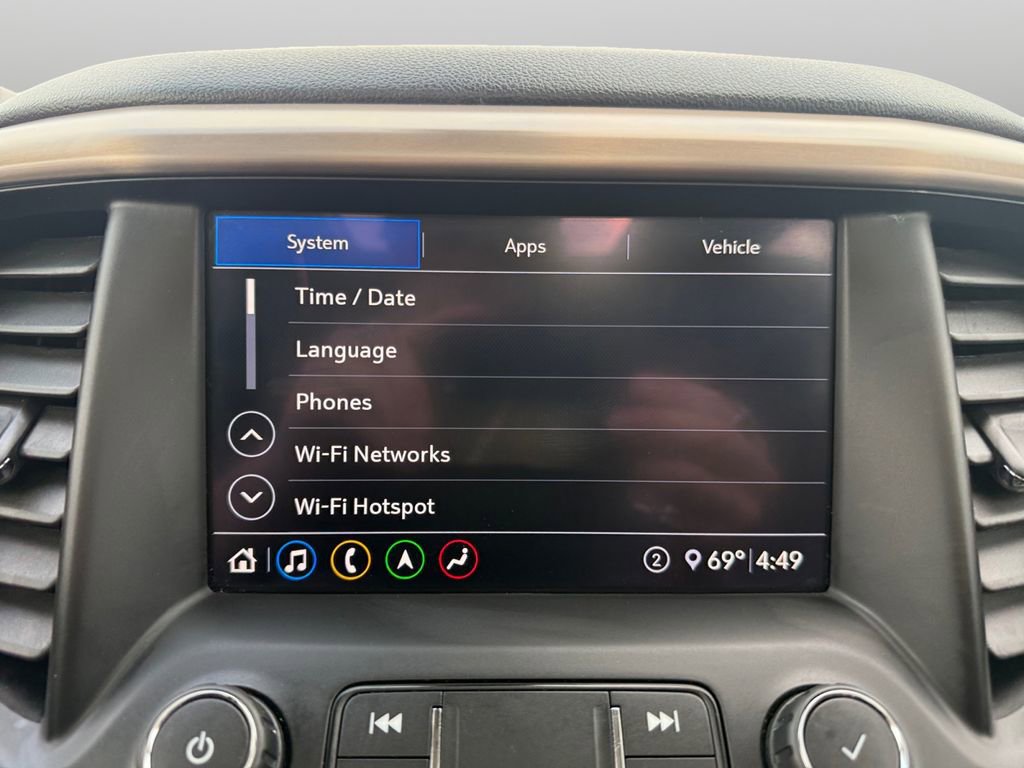 System Apps Vehicle
Time / Date
Language
Phones
Wi-Fi Networks
Wi-Fi Hotspot
2 69° 4:49